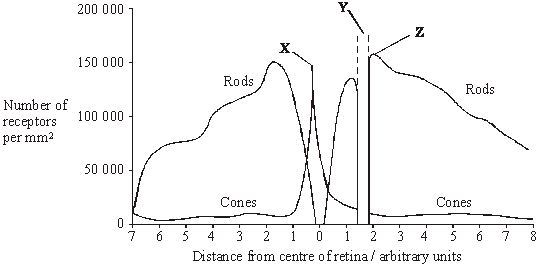 200 000
Y
X
Z
150 000
Rods
Rods
Number of
receptors
per mm²
100 000
50 000
Cones
Cones
0
7 6 5 4 3 2 1 0 1 2 3 4 5 6 7 8
Distance from centre of retina / arbitrary units